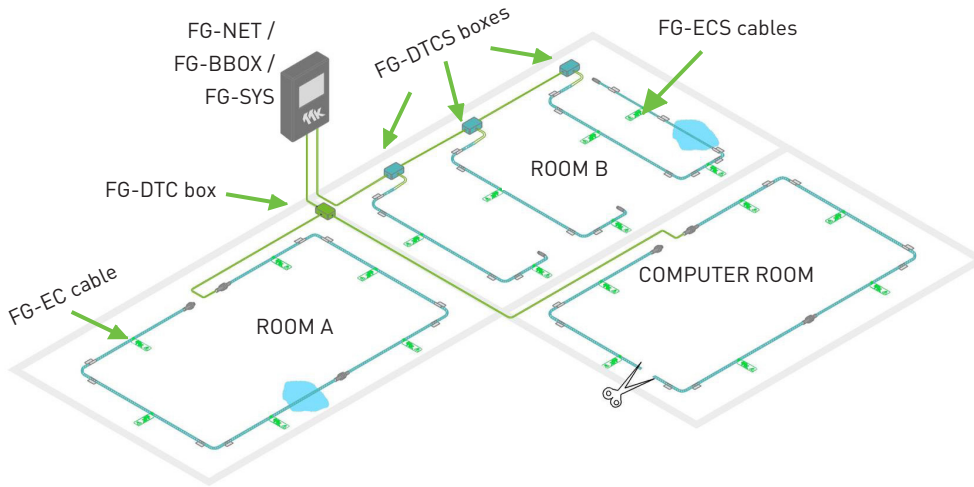 FG-NET /
FG-BBOX /
FG-SYS
FG-DTCS boxes
FG-ECS cables
ROOM B
FG-DTC box
COMPUTER ROOM
FG-EC cable
ROOM A